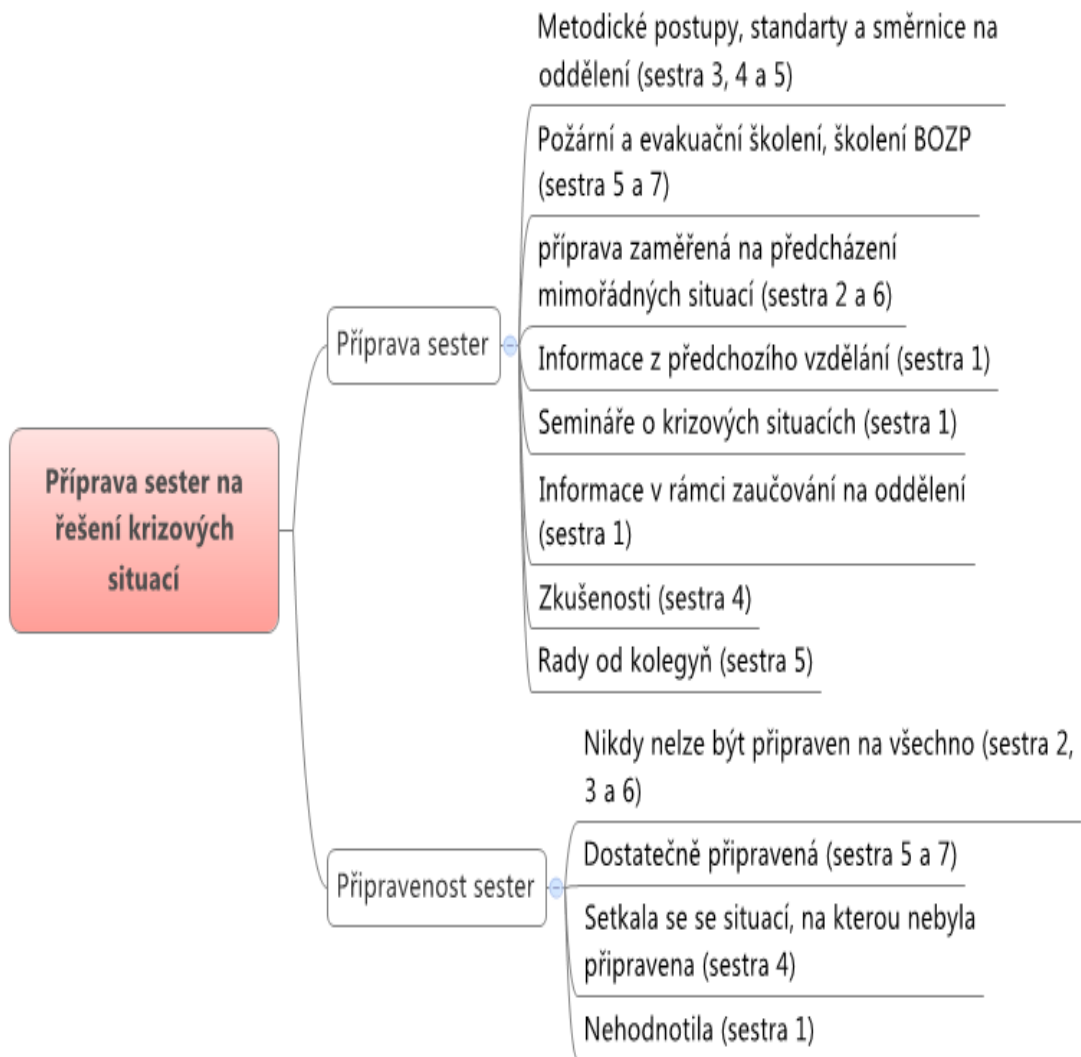 Příprava sester na
řešení krizových
situací
Příprava sester
Metodické postupy, standarty a směrnice na
oddělení (sestra 3, 4 a 5)
Požární a evakuační školení, školení BOZP
(sestra 5 a 7)
příprava zaměřená na předcházení
mimořádných situací (sestra 2 a 6)
Informace z předchozího vzdělání (sestra 1)
Semináře o krizových situacích (sestra 1)
Informace v rámci zaučování na oddělení
(sestra 1)
Zkušenosti (sestra 4)
Rady od kolegyň (sestra 5)
Připravenost sester
Nikdy nelze být připraven na všechno (sestra 2,
3 a 6)
Dostatečně připravená (sestra 5 a 7)
Setkala se se situací, na kterou nebyla
připravena (sestra 4)
Nehodnotila (sestra 1)